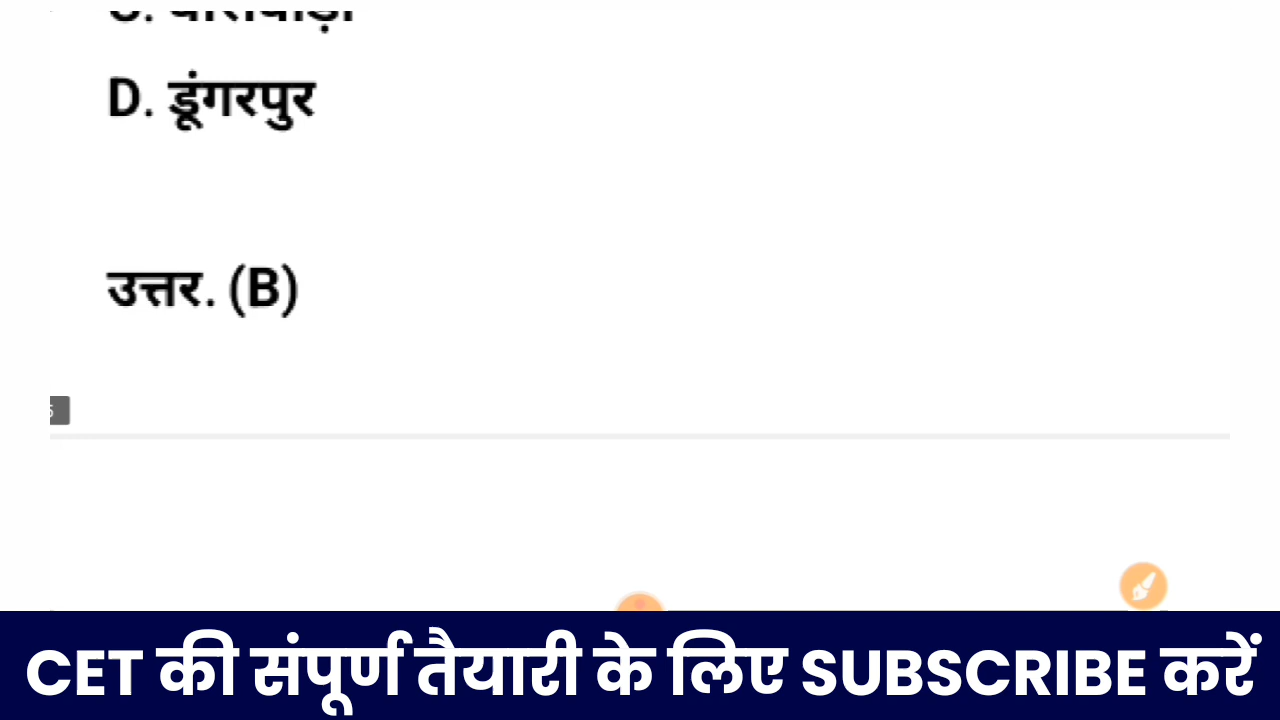 D. डूंगरपुर
उत्तर. (B)
CET की संपूर्ण तैयारी के लिए SUBSCRIBE करें